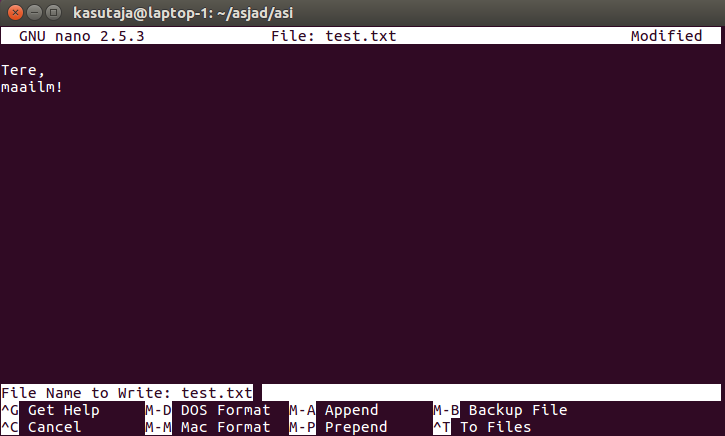 kasutaja@laptop-1: ~/asjad/asi
GNU nano 2.5.3 File: test.txt Modified
Tere,
maailm!
File Name to Write: test.txt
^G Get Help M-D DOS Format M-A Append M-B Backup File
^C Cancel M-M Mac Format M-P Prepend ^T To Files